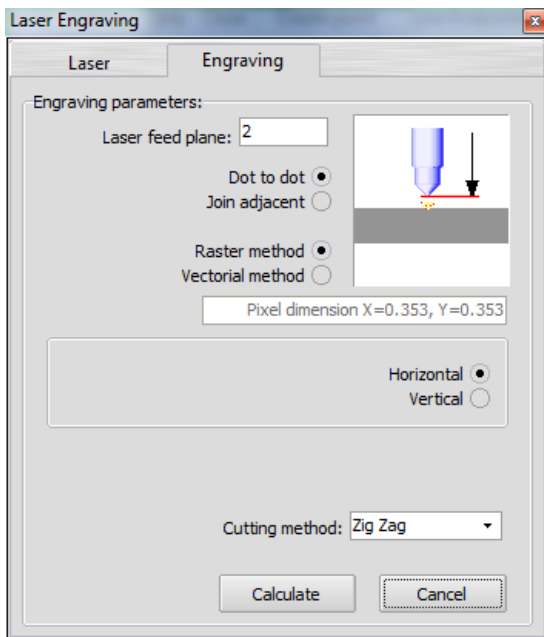 Laser Engraving
Laser
Engraving
Engraving parameters:
Laser feed plane: 2
Dot to dot
Join adjacent
Raster method
Vectorial method
Pixel dimension X=0.353, Y=0.353
Horizontal
Vertical
Cutting method: Zig Zag
Calculate
Cancel